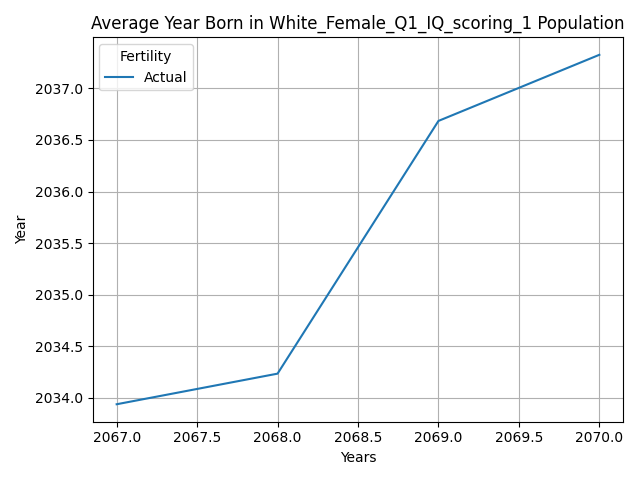 Average Year Born in White_Female_Q1_IQ_scoring_1 Population
Fertility
Actual
2037.0
2036.5
2036.0
2035.5
2035.0
2034.5
2034.0
Year
2067.0 2067.5 2068.0 2068.5 2069.0 2069.5 2070.0
Years